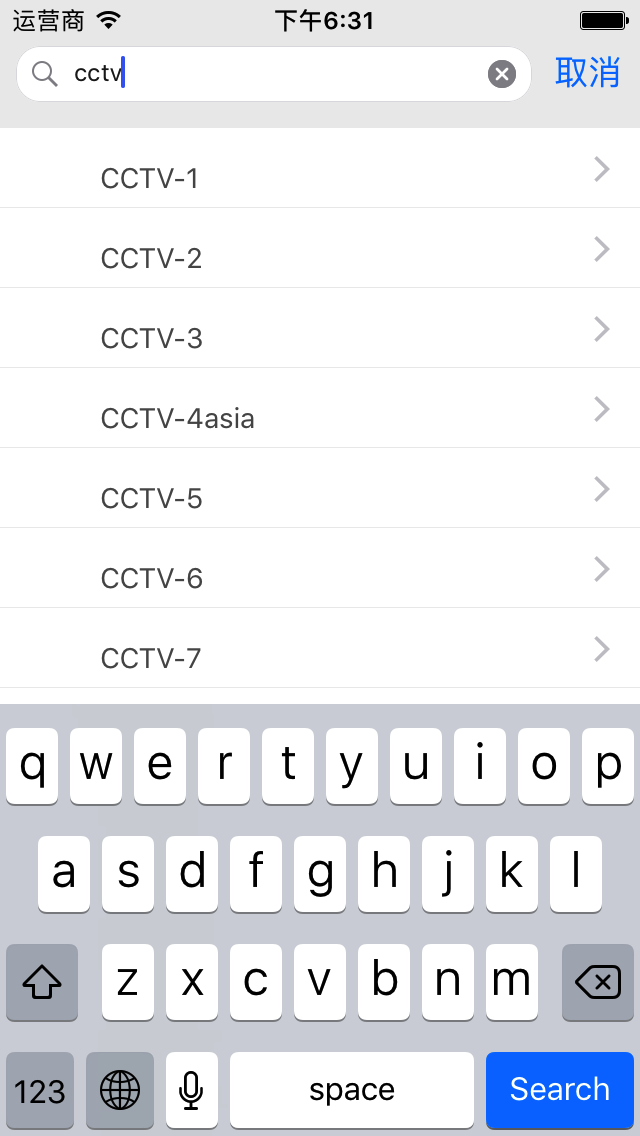 运营商 下午6:31
cctv 取消
CCTV-1
CCTV-2
CCTV-3
CCTV-4asia
CCTV-5
CCTV-6
CCTV-7
q w e r t y u i o p
a s d f g h j k l
z x c v b n m
123 space Search